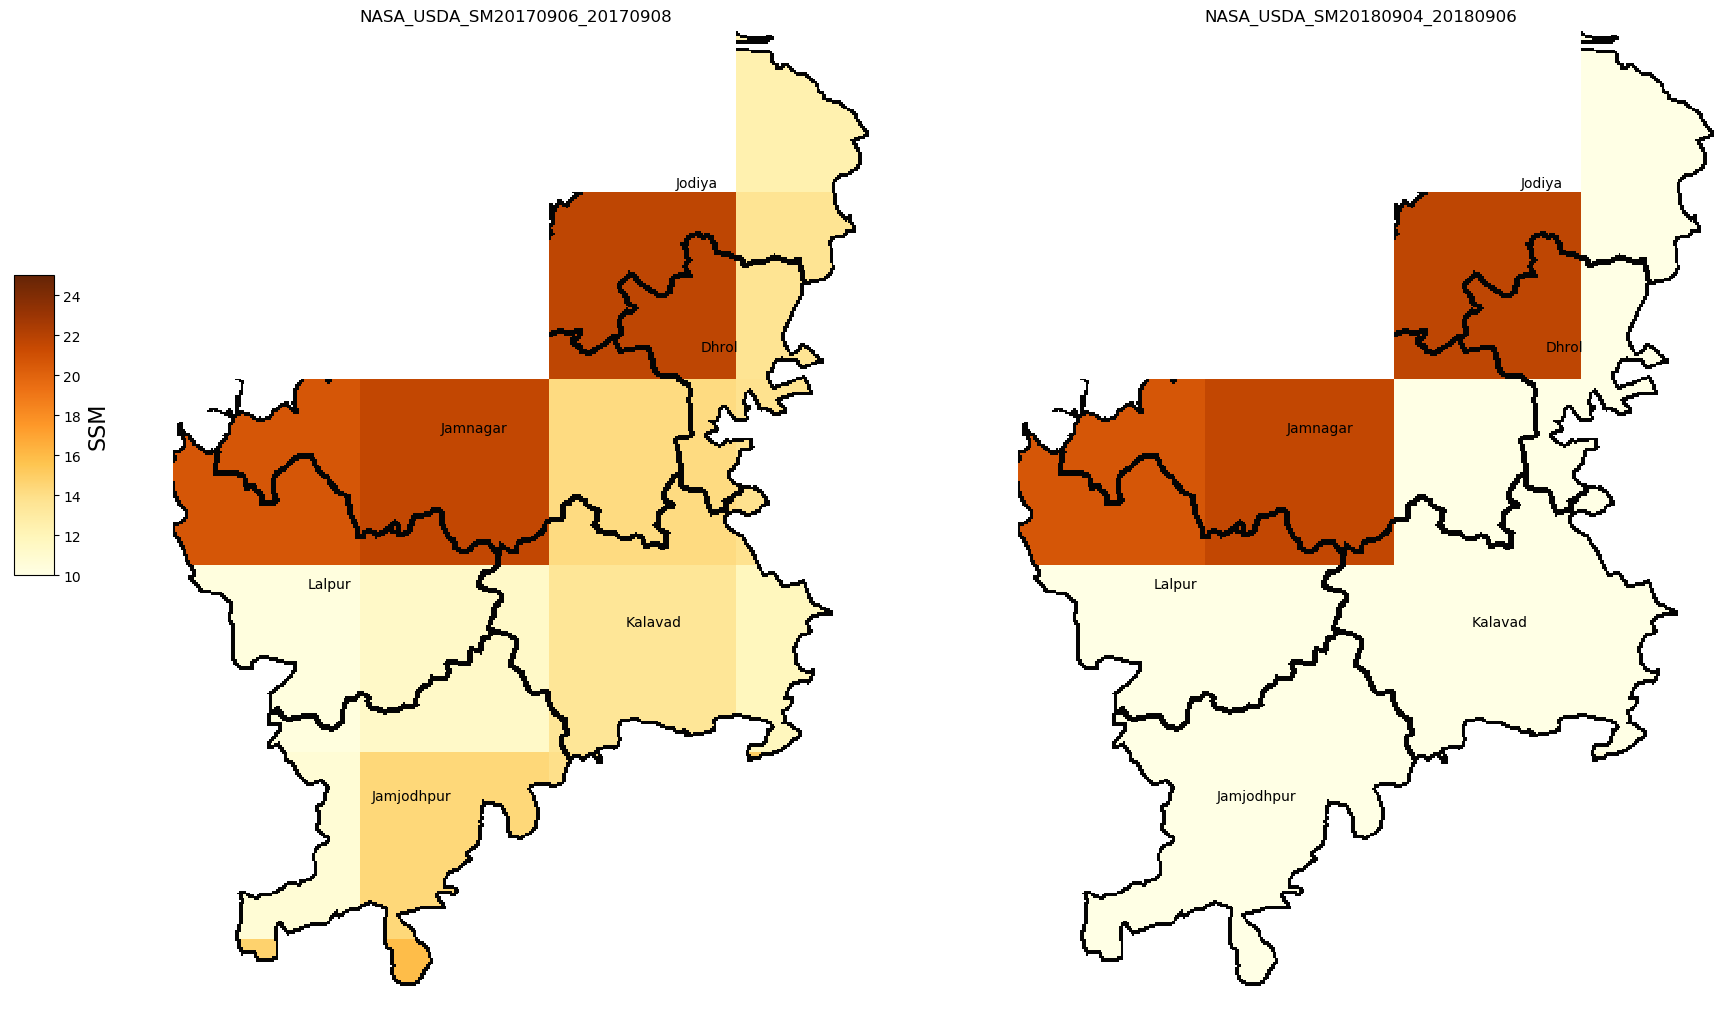 NASA_USDA_SM20170906_20170908
NASA_USDA_SM20180904_20180906
Jodiya
Dhrol
Jamnagar
Lalpur
Kalavad
Jamjodhpur
Jodiya
Dhrol
Jamnagar
Lalpur
Kalavad
Jamjodhpur
24
22
20
18
16
14
12
10
SSM